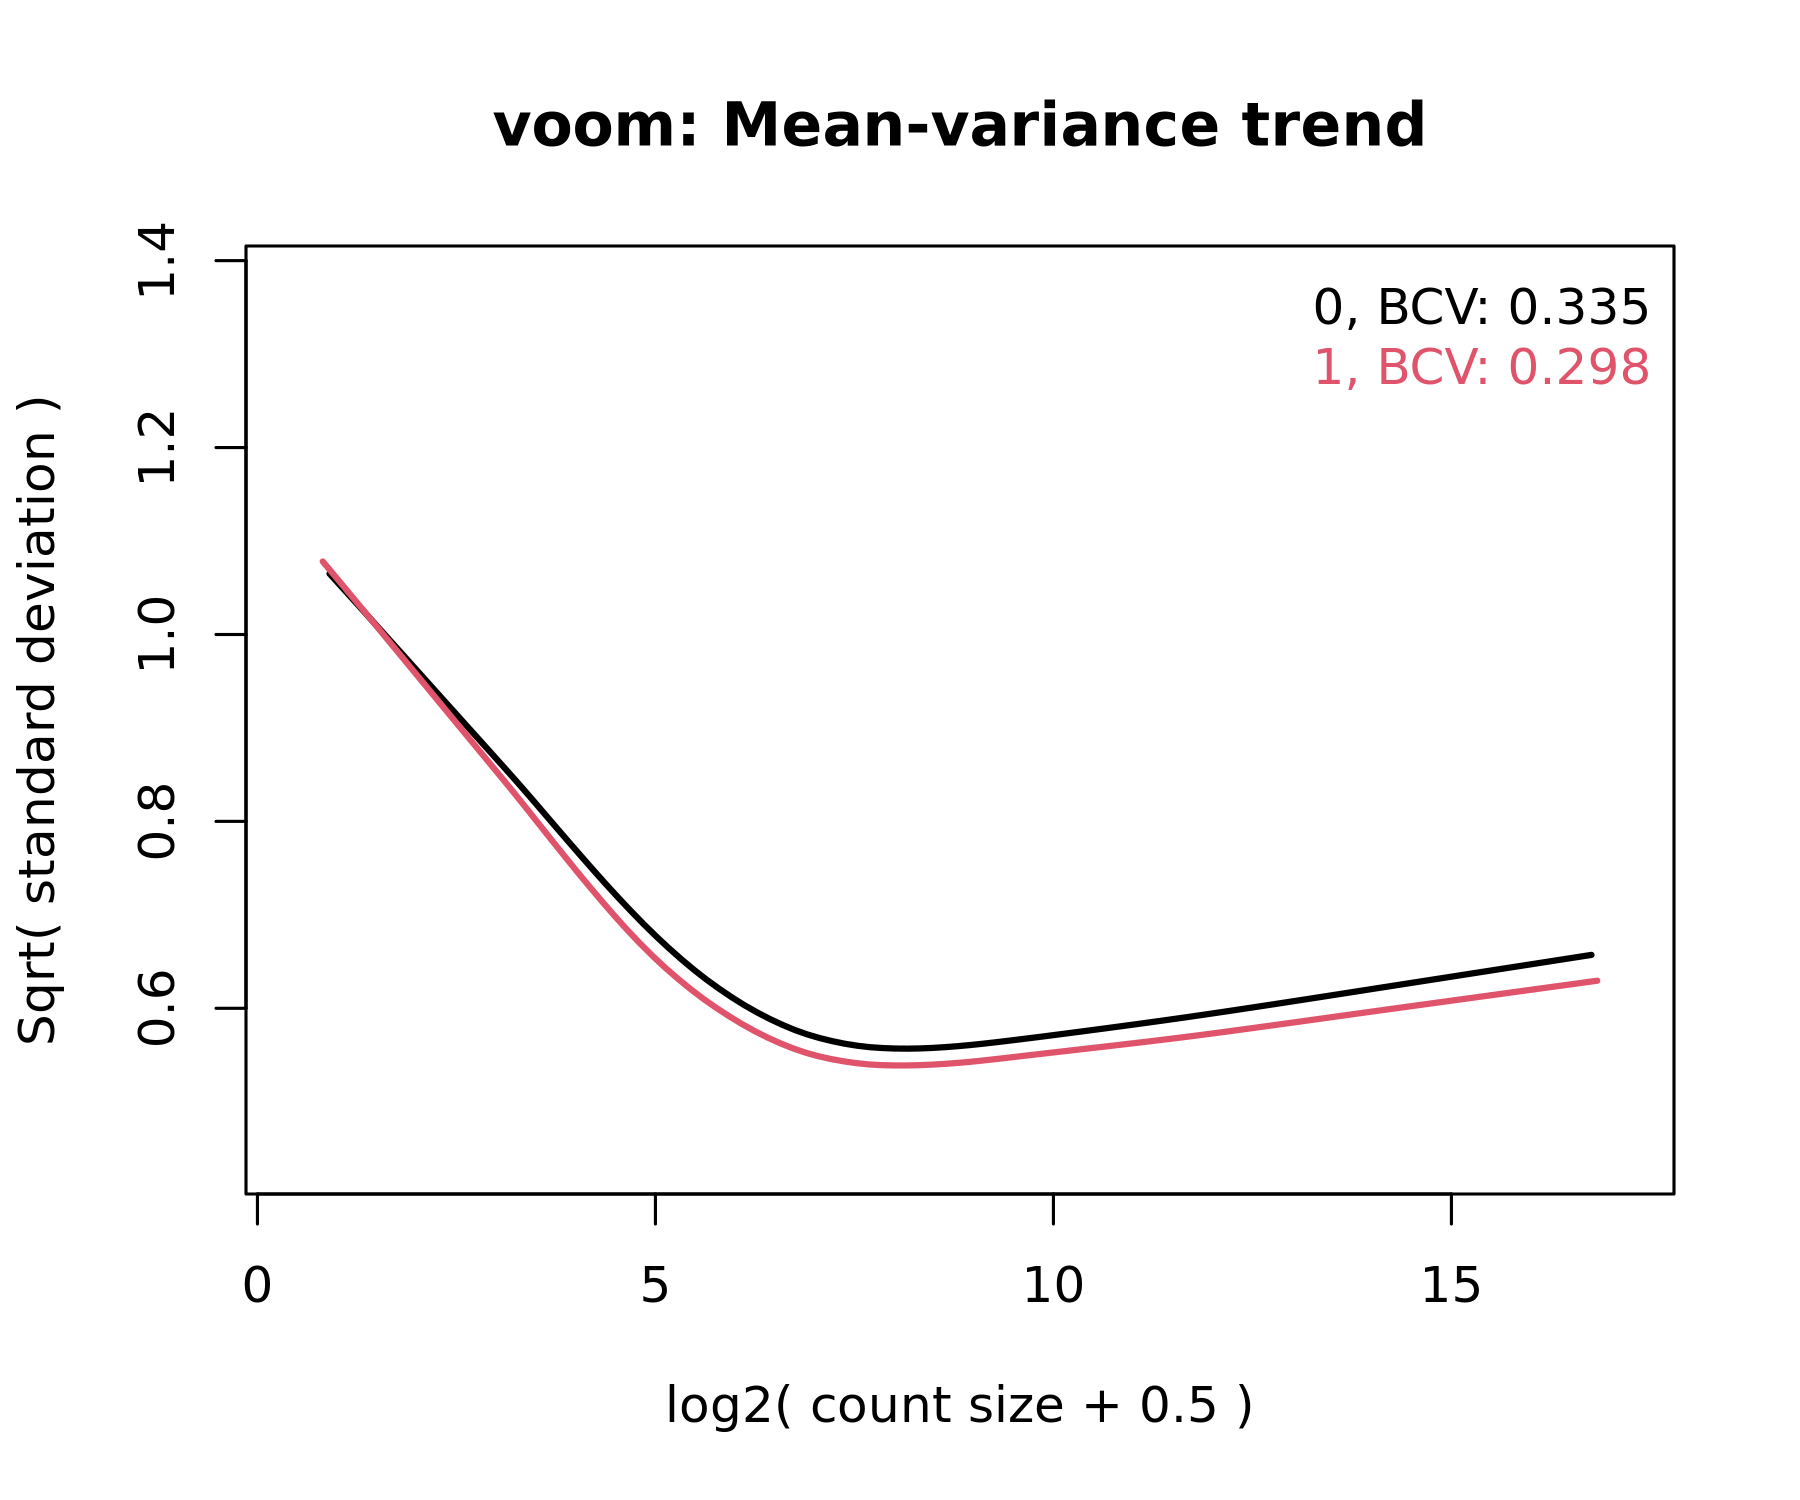 voom: Mean-variance trend
0, BCV: 0.335
1, BCV: 0.298
Sqrt( standard deviation )
1.4
1.2
1.0
0.8
0.6
0 5 10 15
log2( count size + 0.5 )